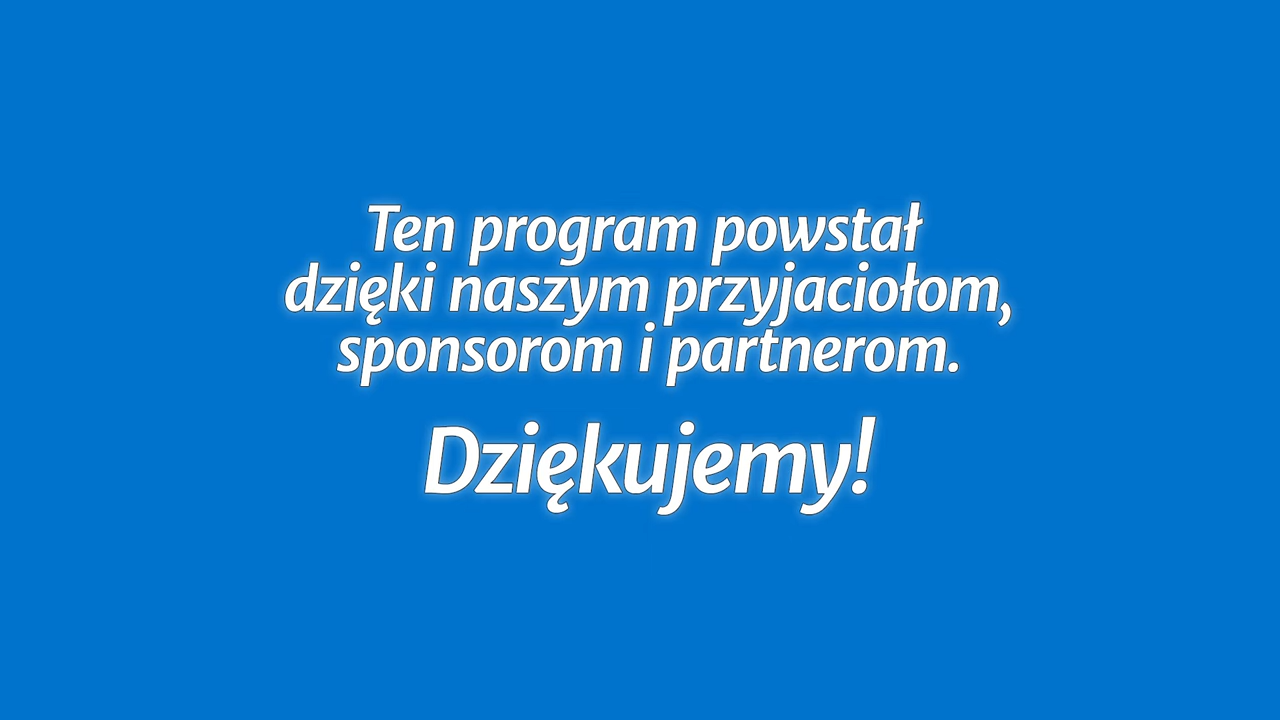 Ten program powstał
dzięki naszym przyjaciołom,
sponsorom i partnerom.
Dziękujemy!